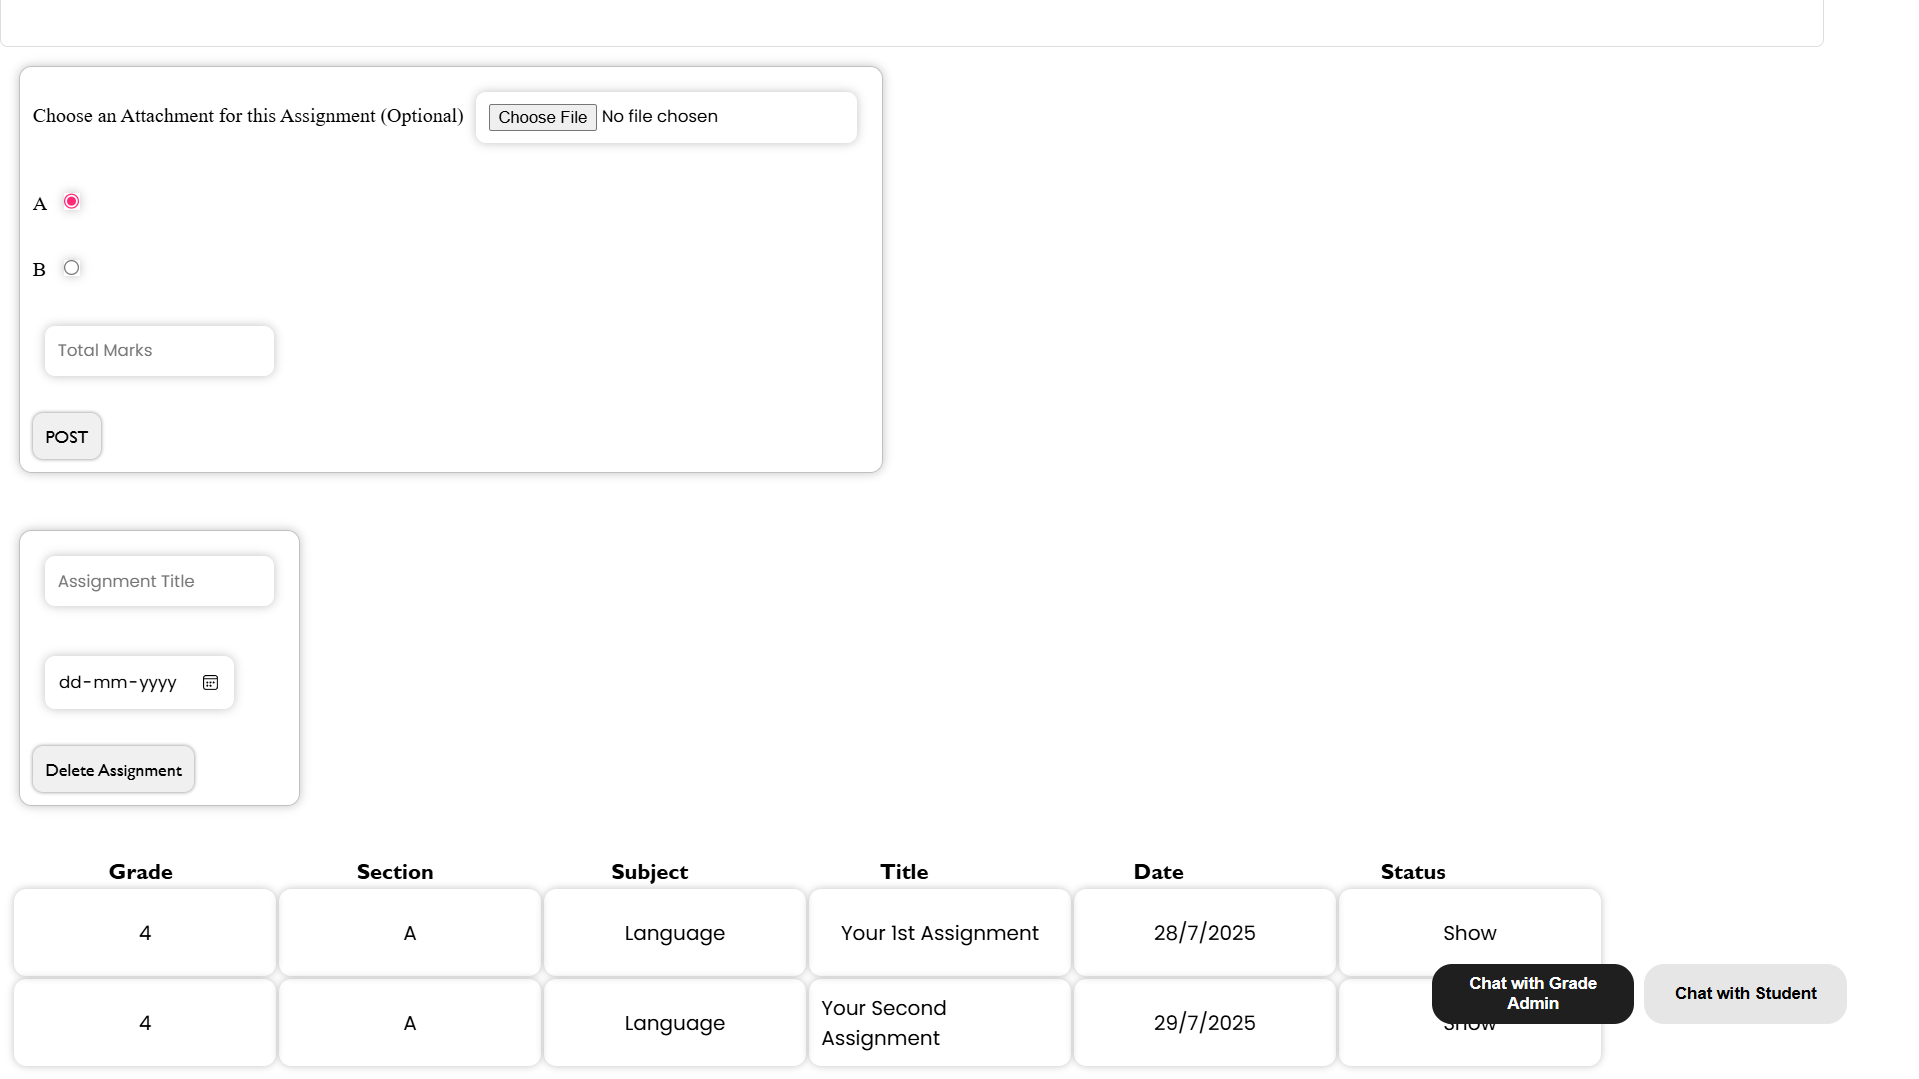 Choose an Attachment for this Assignment (Optional) Choose File No file chosen
A
B
Total Marks
POST
Assignment Title
dd-mm-yyyy
Delete Assignment
Grade Section Subject Title Date Status
4 A Language Your 1st Assignment 28/7/2025 Show
4 A Language Your Second Assignment 29/7/2025 Show
Chat with Grade Admin
Chat with Student